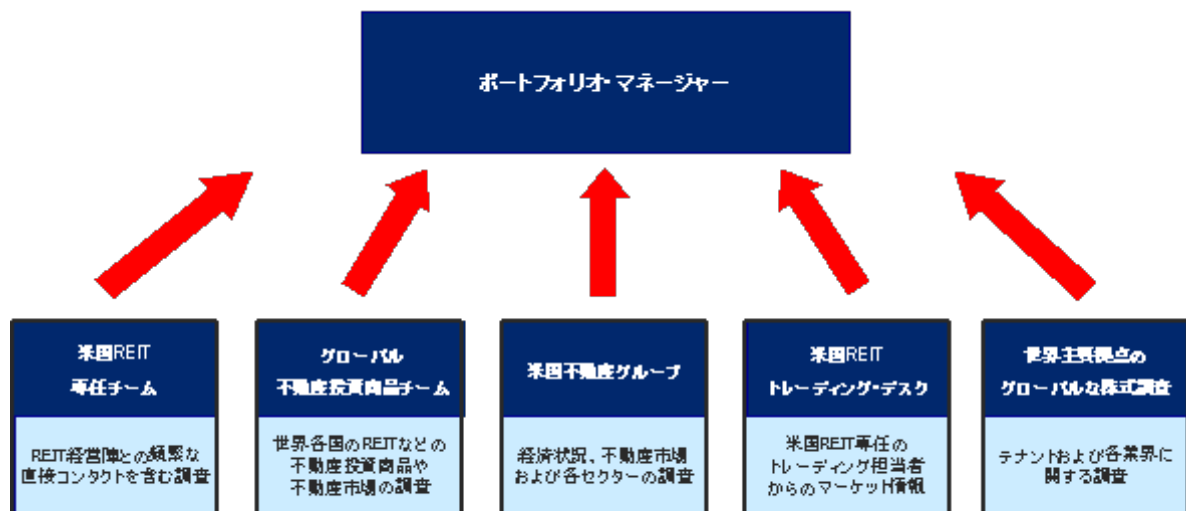 ポートフォリオ・マネージャー
米国REIT
専任チーム
REIT経営陣との頻繁な
直接コンタクトを含む調査
グローバル
不動産投資商品チーム
世界各国のREITなどの
不動産投資商品や
不動産市場の調査
米国不動産グループ
経済状況、不動産市場
および各セクターの調査
米国REIT
トレーディング・デスク
米国REIT専任の
トレーディング担当者
からのマーケット情報
世界主要拠点の
グローバルな株式調査
テナントおよび各業界に
関する調査